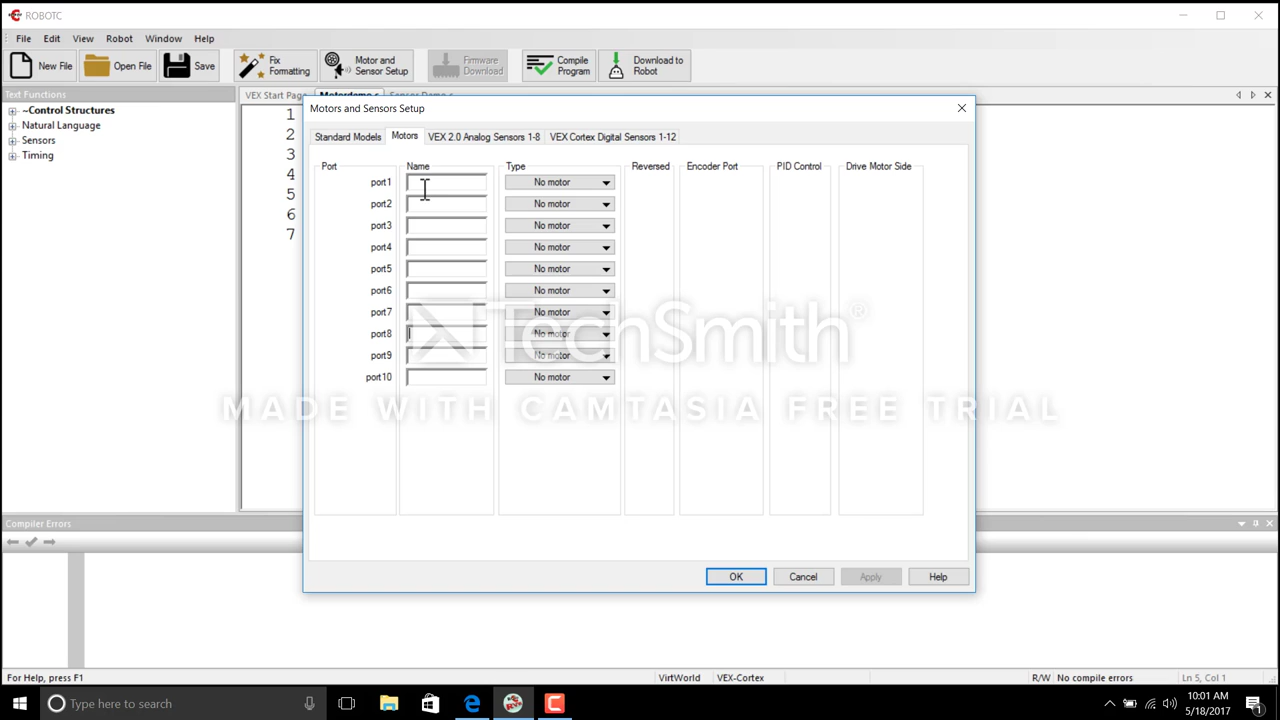 ROBOTC
File Edit View Robot Window Help
New File Open File Save Fix Formatting Motor and Sensor Setup Firmware Download Compile Program Download to Robot
Text Functions
~Control Structures
Natural Language
Sensors
Timing
VEX Start Page Motordemo.c Sensor Demo.c
1
2
3
4
5
6
7
Motors and Sensors Setup
Standard Models Motors VEX 2.0 Analog Sensors 1-8 VEX Cortex Digital Sensors 1-12
Port Name Type Reversed Encoder Port PID Control Drive Motor Side
port1 No motor
port2 No motor
port3 No motor
port4 No motor
port5 No motor
port6 No motor
port7 No motor
port8 No motor
port9 No motor
port10 No motor
TechSmith®
MADE WITH CAMTASIA FREE TRIAL
OK Cancel Apply Help
Compiler Errors
For Help, press F1 VirtWorld VEX-Cortex R/W No compile errors Ln 5, Col 1
Type here to search
10:01 AM
5/18/2017
1